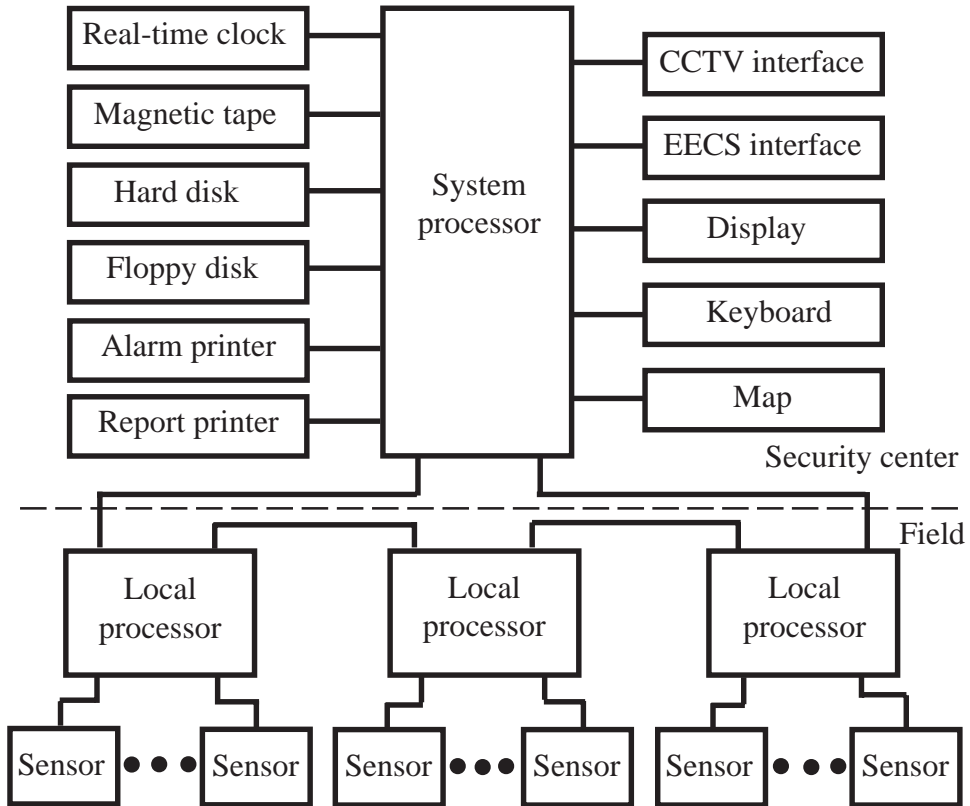 Real-time clock
Magnetic tape
Hard disk
Floppy disk
Alarm printer
Report printer
System
processor
CCTV interface
EECS interface
Display
Keyboard
Map
Security center
Field
Local
processor
Local
processor
Local
processor
Sensor
Sensor
Sensor
Sensor
Sensor
Sensor